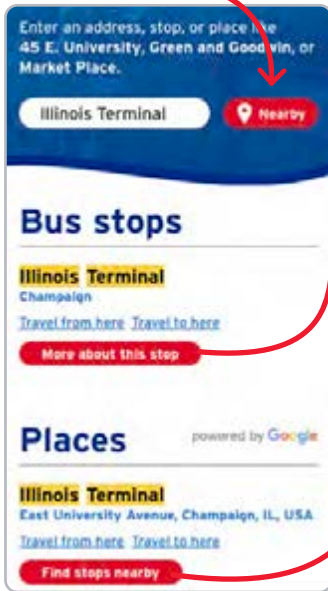 Enter an address, stop, or place like
45 E. University, Green and Goodwin, or
Market Place.
Illinois Terminal
Nearby
Bus stops
Illinois Terminal
Champaign
Travel from here Travel to here
More about this stop
Places
powered by Google
Illinois Terminal
East University Avenue, Champaign, IL, USA
Travel from here Travel to here
Find stops nearby